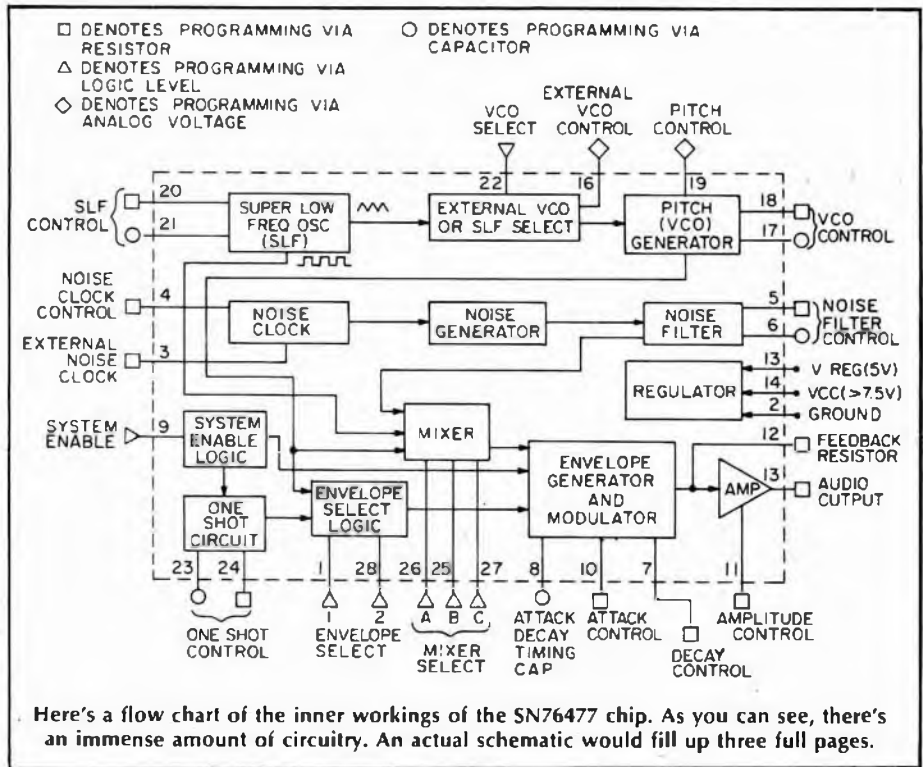 □ DENOTES PROGRAMMING VIA
RESISTOR
△ DENOTES PROGRAMMING VIA
LOGIC LEVEL
◇ DENOTES PROGRAMMING VIA
ANALOG VOLTAGE
○ DENOTES PROGRAMMING VIA
CAPACITOR
VCO
SELECT
EXTERNAL
VCO
CONTROL
PITCH
CONTROL
22
16
19
SLF
CONTROL
20
21
SUPER LOW
FREQ OSC
(SLF)
EXTERNAL VCO
OR SLF SELECT
PITCH
(VCO)
GENERATOR
18
17
VCO
CONTROL
NOISE
CLOCK
CONTROL
4
NOISE
CLOCK
NOISE
GENERATOR
NOISE
FILTER
5
6
NOISE
FILTER
CONTROL
EXTERNAL
NOISE
CLOCK
3
REGULATOR
13
V REG(5V)
14
VCC(>7.5V)
2
GROUND
SYSTEM
ENABLE
9
SYSTEM
ENABLE
LOGIC
MIXER
12
FEEDBACK
RESISTOR
ONE
SHOT
CIRCUIT
ENVELOPE
SELECT
LOGIC
ENVELOPE
GENERATOR
AND
MODULATOR
AMP
13
AUDIO
CUTPUT
23
24
1
28
26
25
27
8
10
7
11
1
2
A
B
C
ONE SHOT
CONTROL
ENVELOPE
SELECT
MIXER
SELECT
ATTACK
DECAY
TIMING
CAP
ATTACK
CONTROL
DECAY
CONTROL
AMPLITUDE
CONTROL
Here's a flow chart of the inner workings of the SN76477 chip. As you can see, there's
an immense amount of circuitry. An actual schematic would fill up three full pages.